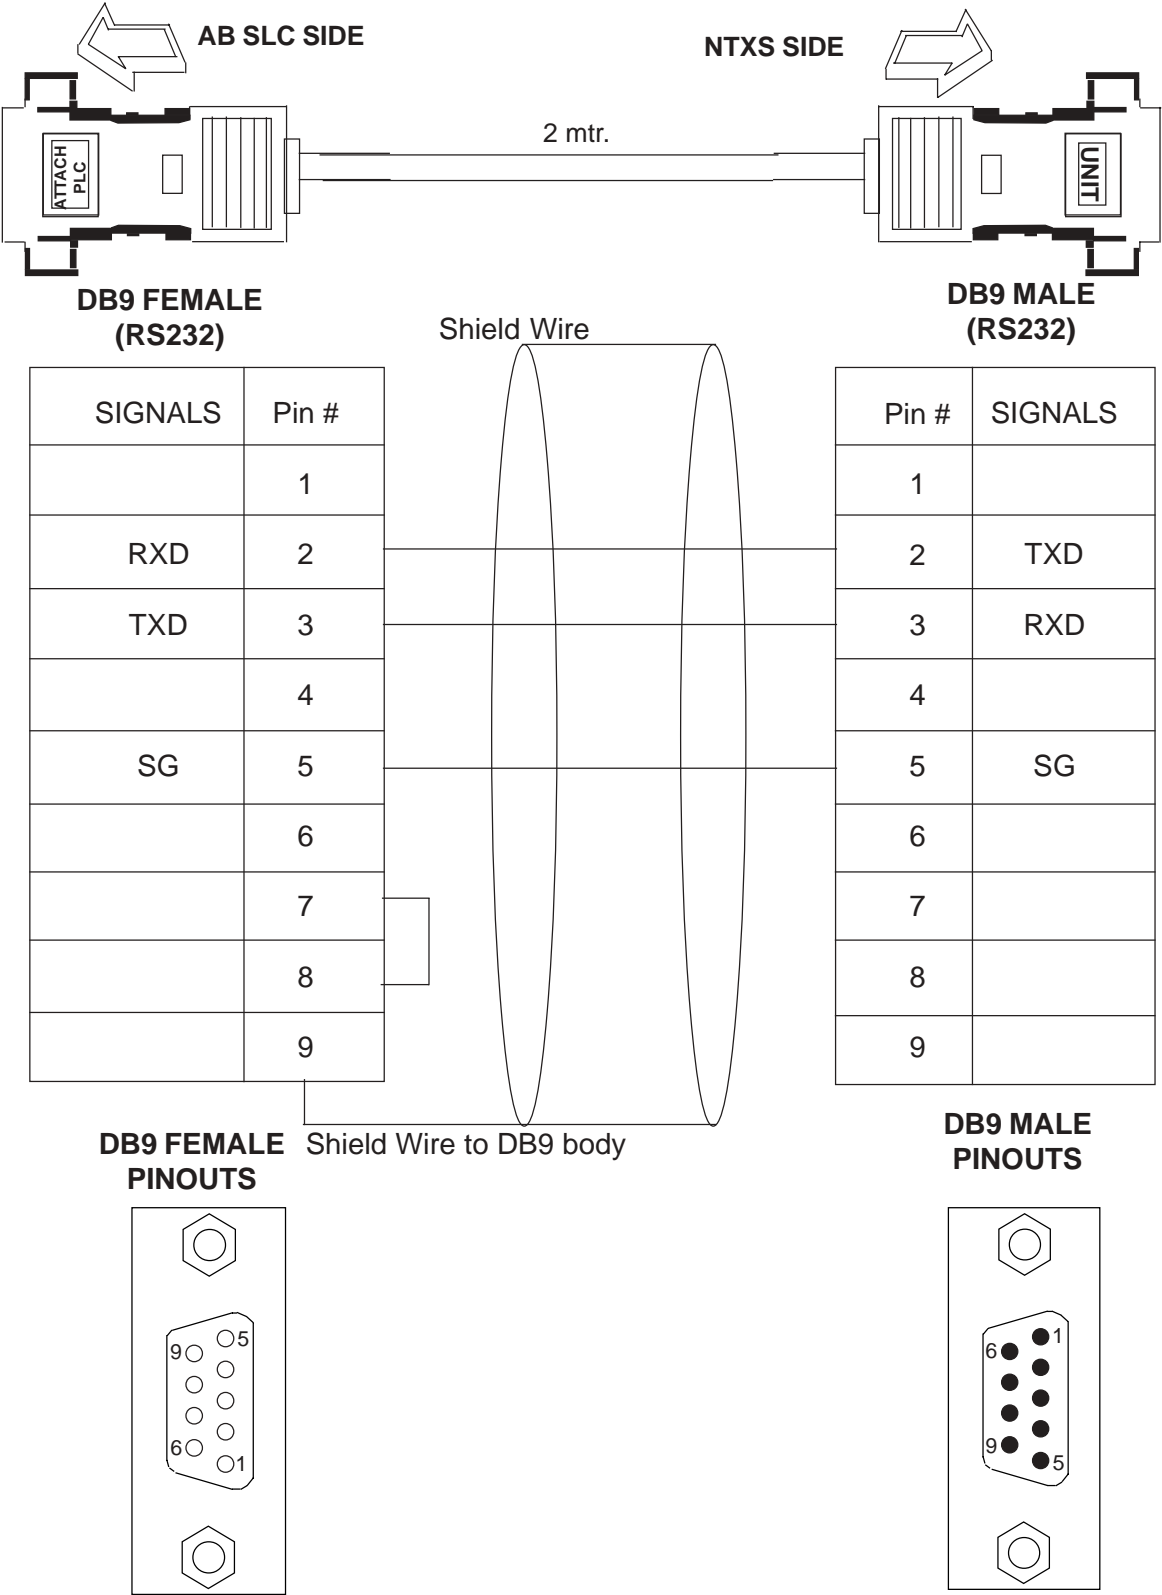 AB SLC SIDE
NTXS SIDE
2 mtr.
ATTACH
PLC
UNIT
DB9 FEMALE
(RS232)
DB9 MALE
(RS232)
Shield Wire
SIGNALS Pin #
1
RXD 2
TXD 3
4
SG 5
6
7
8
9
Pin # SIGNALS
1
2 TXD
3 RXD
4
5 SG
6
7
8
9
Shield Wire to DB9 body
DB9 FEMALE
PINOUTS
DB9 MALE
PINOUTS
5
9
6
1
1
6
9
5